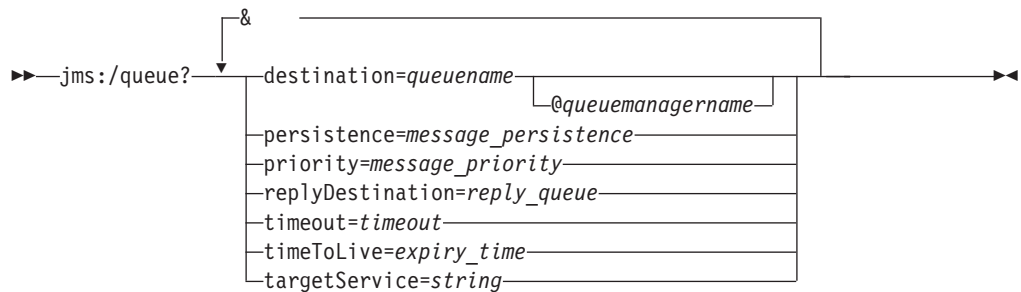 &
jms:/queue? destination=queuename
@queuemanagername
persistence=message_persistence
priority=message_priority
replyDestination=reply_queue
timeout=timeout
timeToLive=expiry_time
targetService=string